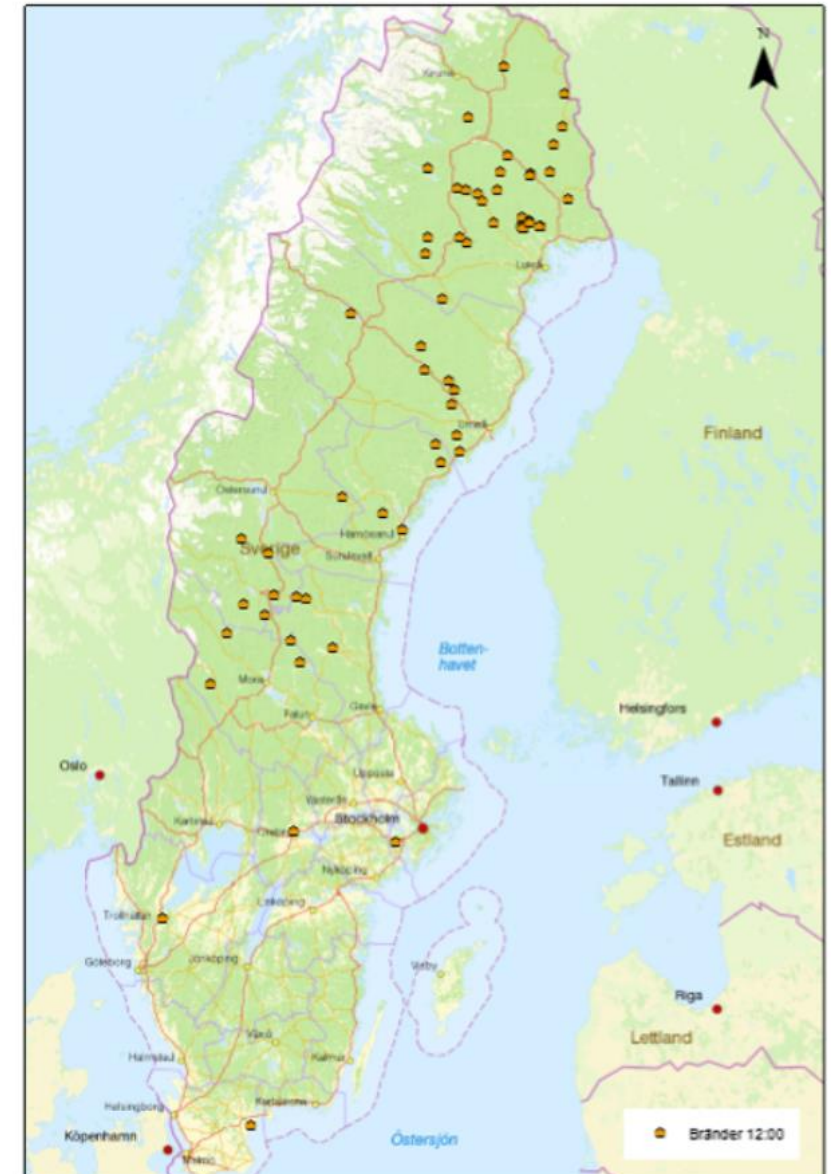 N
Kiruna
Luleå
Umeå
Finland
Östersund
Härnösand
Sverige
Sundsvall
Botten-
havet
Mora
Falun
Gävle
Helsingfors
Oslo
Tallinn
Uppsala
Västerås
Karlstad
Örebro
Stockholm
Estland
Nyköping
Linköping
Trollhättan
Göteborg
Jönköping
Visby
Riga
Lettland
Växjö
Halmstad
Kalmar
Helsingborg
Karlskrona
Köpenhamn
Östersjön
Bränder 12:00
Malmö